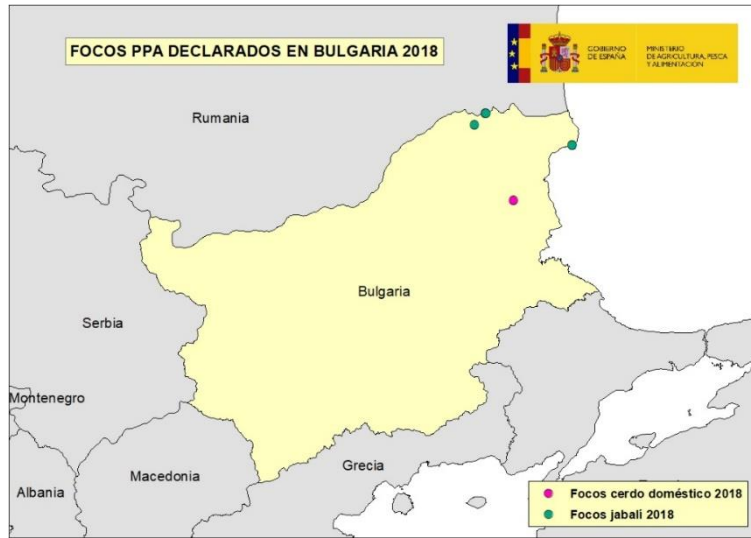 FOCOS PPA DECLARADOS EN BULGARIA 2018
GOBIERNO
DE ESPAÑA
MINISTERIO
DE AGRICULTURA, PESCA
Y ALIMENTACIÓN
Rumania
Bulgaria
Serbia
Montenegro
Macedonia
Grecia
Albania
Focos cerdo doméstico 2018
Focos jabalí 2018